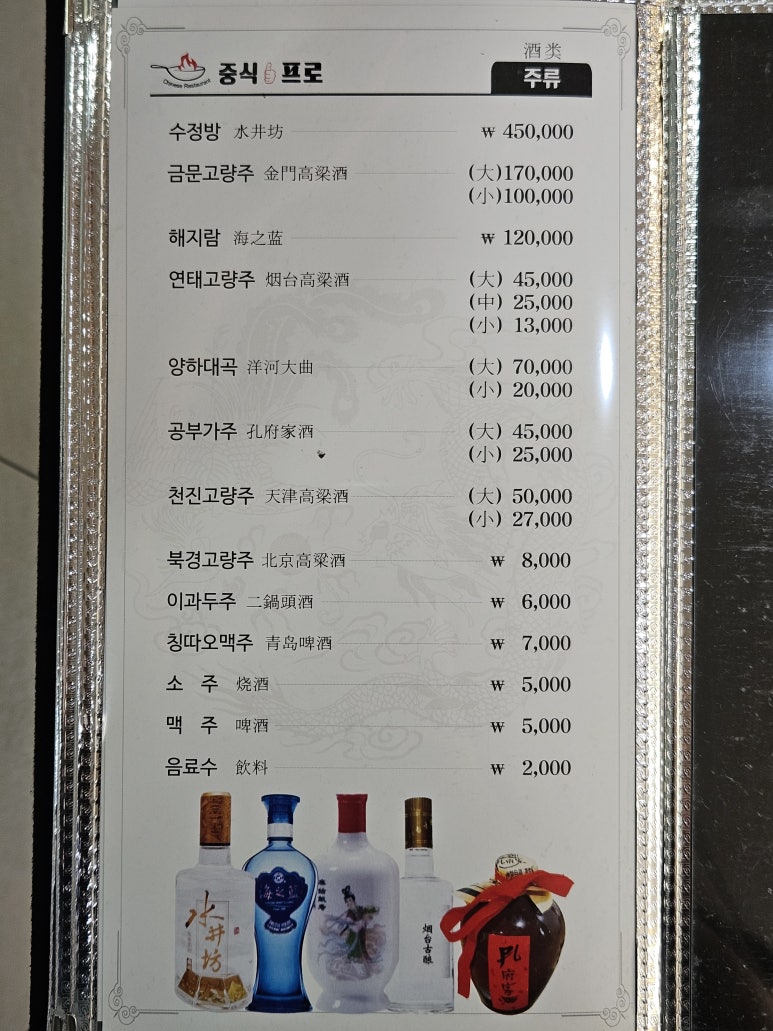 酒类
Chinese Restaurant 중식 프로 주류
수정방 水井坊 ₩ 450,000
금문고량주 金門高粱酒 (大)170,000
(小)100,000
해지람 海之蓝 ₩ 120,000
연태고량주 烟台高粱酒 (大) 45,000
(中) 25,000
(小) 13,000
양하대곡 洋河大曲 (大) 70,000
(小) 20,000
공부가주 孔府家酒 (大) 45,000
(小) 25,000
천진고량주 天津高粱酒 (大) 50,000
(小) 27,000
북경고량주 北京高粱酒 ₩ 8,000
이과두주 二鍋頭酒 ₩ 6,000
칭따오맥주 青岛啤酒 ₩ 7,000
소 주 烧酒 ₩ 5,000
맥 주 啤酒 ₩ 5,000
음료수 飲料 ₩ 2,000
水井坊
海之蓝
烟台古酿
孔府家